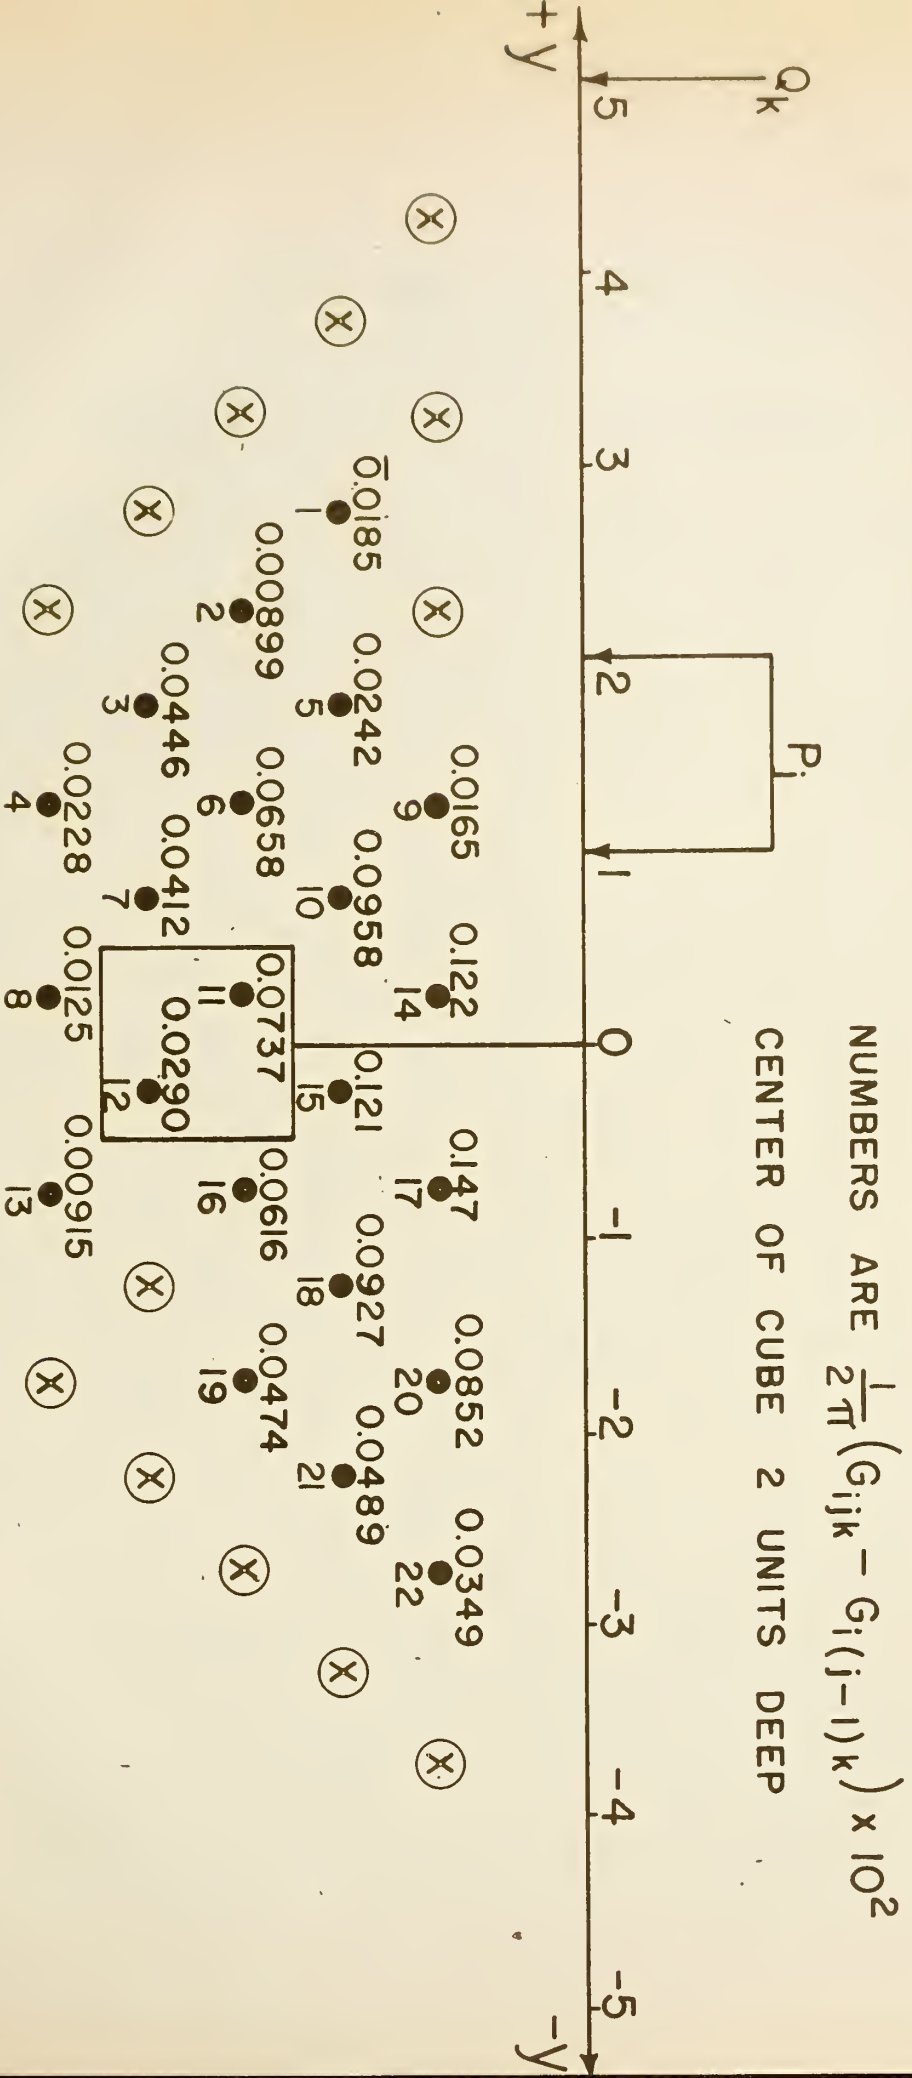 NUMBERS ARE 1/2π (G_ijk − G_i(j−1)k) x 10²
CENTER OF CUBE 2 UNITS DEEP
Q_k P_j
5 4 3 2 1 0 -1 -2 -3 -4 -5
+y -y
0.0165 0.122 0.147 0.0852 0.0349
X X X 9 14 17 20 22 X
0̅.0185 0.0242 0.0958 0.121 0.0927 0.0489
X 1 5 10 15 18 21 X
0.00899 0.0658 0.0737 0.0616 0.0474
X 2 6 11 16 19 X
0.0446 0.0412 0.0290
X 3 7 12 X X
0.0228 0.0125 0.00915
X 4 8 13 X